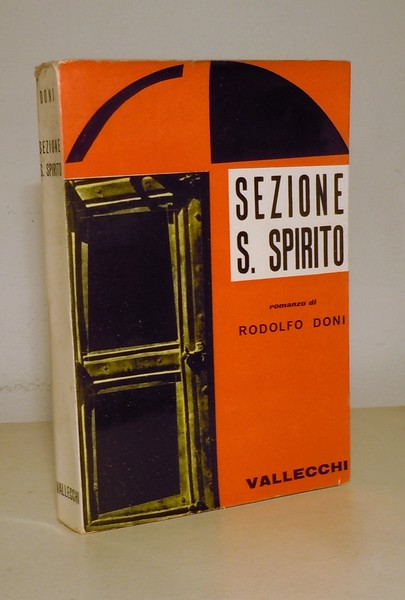 DONI
SEZIONE
S. SPIRITO
VALLECCHI
SEZIONE
S. SPIRITO
romanzo di
RODOLFO DONI
VALLECCHI